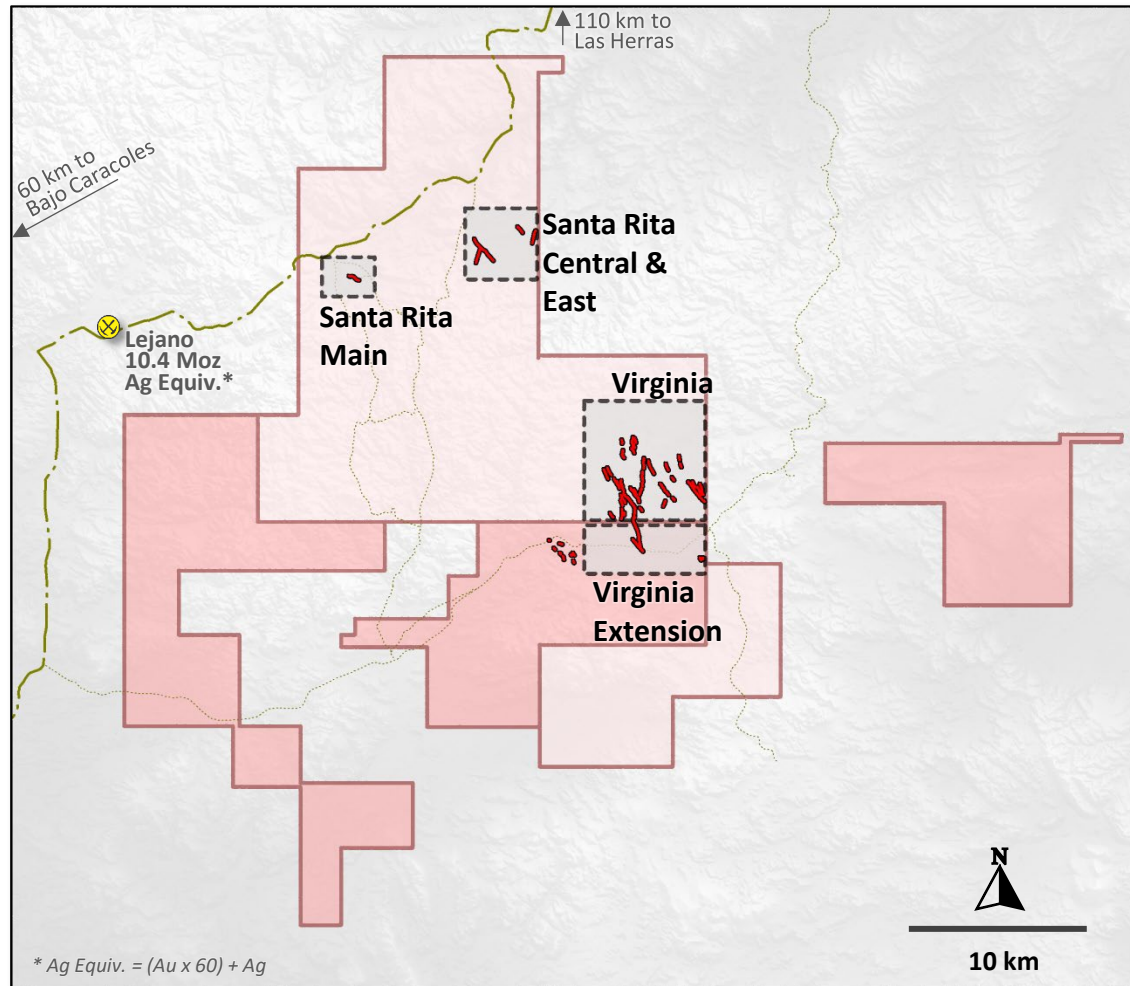 110 km to
Las Herras
60 km to
Bajo Caracoles
Santa Rita
Central &
East
Santa Rita
Main
Lejano
10.4 Moz
Ag Equiv.*
Virginia
Virginia
Extension
N
10 km
* Ag Equiv. = (Au x 60) + Ag